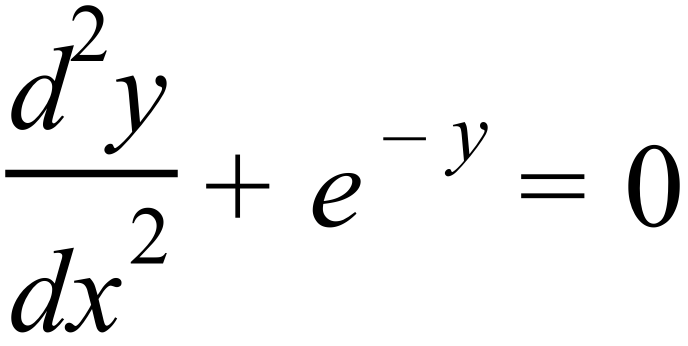 d²y/dx² + e^{-y} = 0